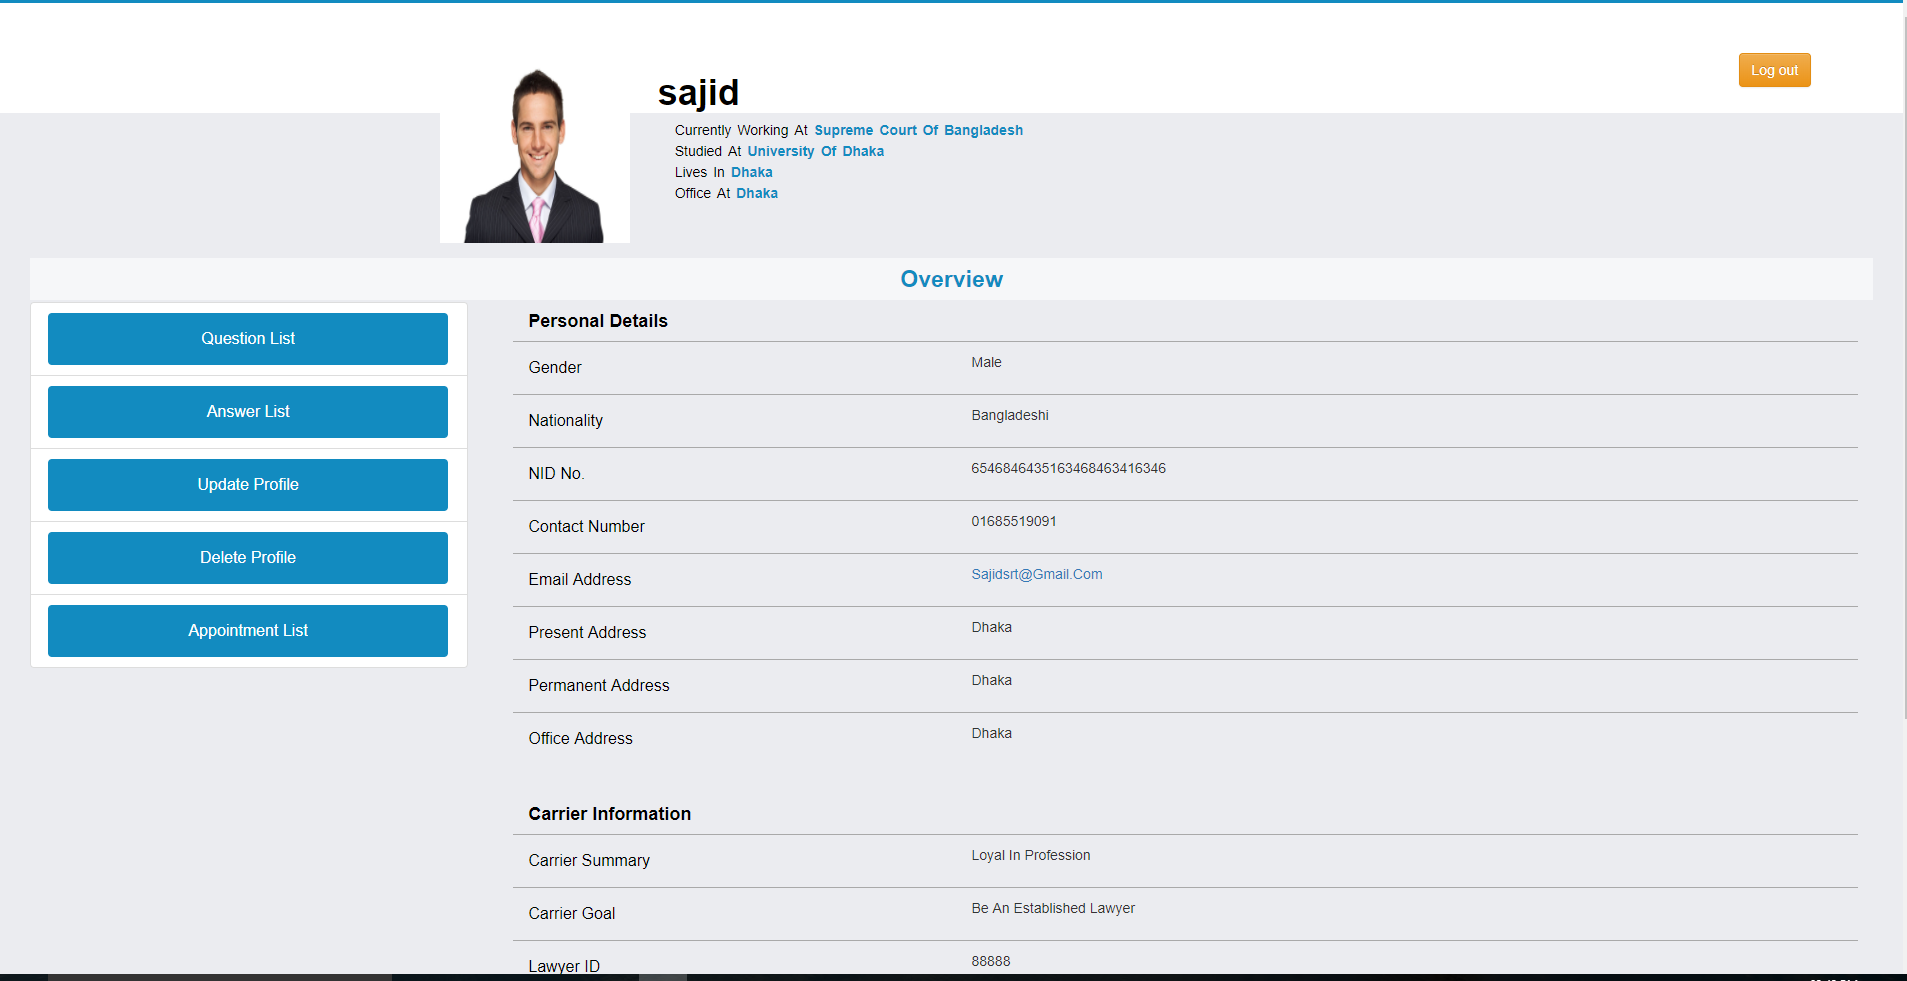 Log out
sajid
Currently Working At Supreme Court Of Bangladesh
Studied At University Of Dhaka
Lives In Dhaka
Office At Dhaka
Overview
Question List
Answer List
Update Profile
Delete Profile
Appointment List
Personal Details
Gender Male
Nationality Bangladeshi
NID No. 6546846435163468463416346
Contact Number 01685519091
Email Address Sajidsrt@Gmail.Com
Present Address Dhaka
Permanent Address Dhaka
Office Address Dhaka
Carrier Information
Carrier Summary Loyal In Profession
Carrier Goal Be An Established Lawyer
Lawyer ID 88888